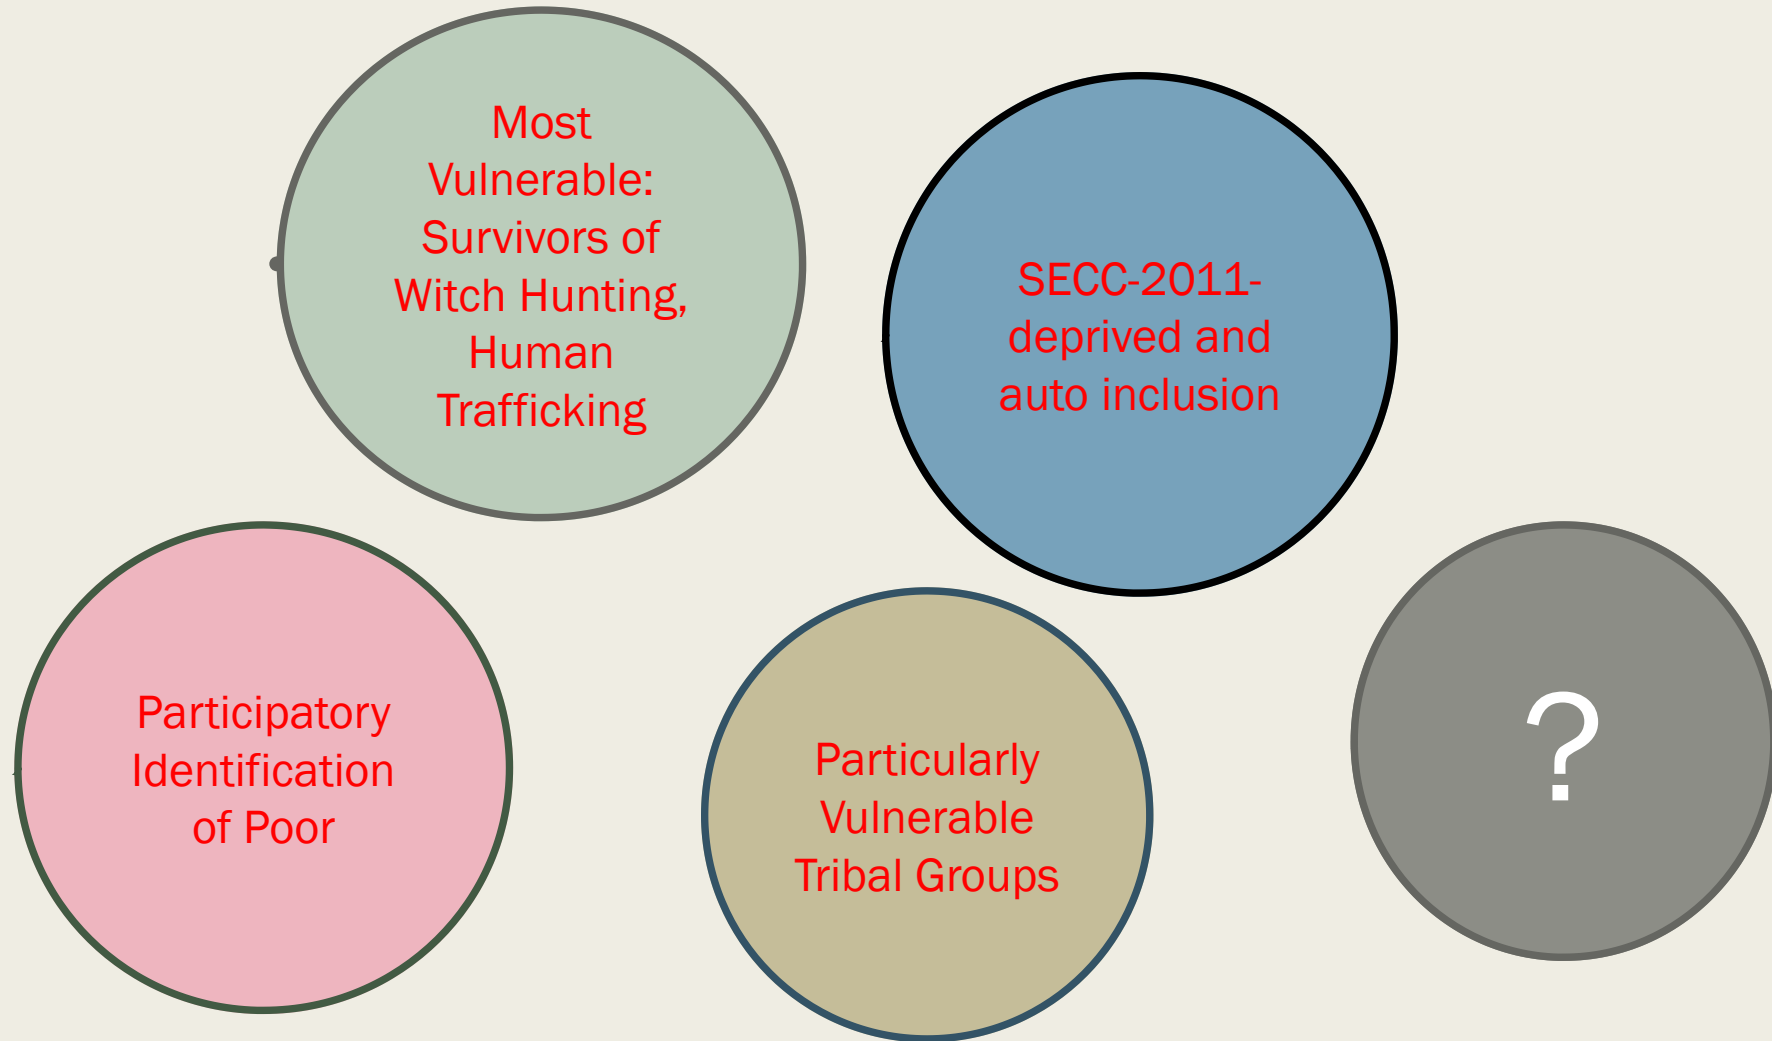 Most
Vulnerable:
Survivors of
Witch Hunting,
Human
Trafficking
SECC-2011-
deprived and
auto inclusion
Participatory
Identification
of Poor
Particularly
Vulnerable
Tribal Groups
?